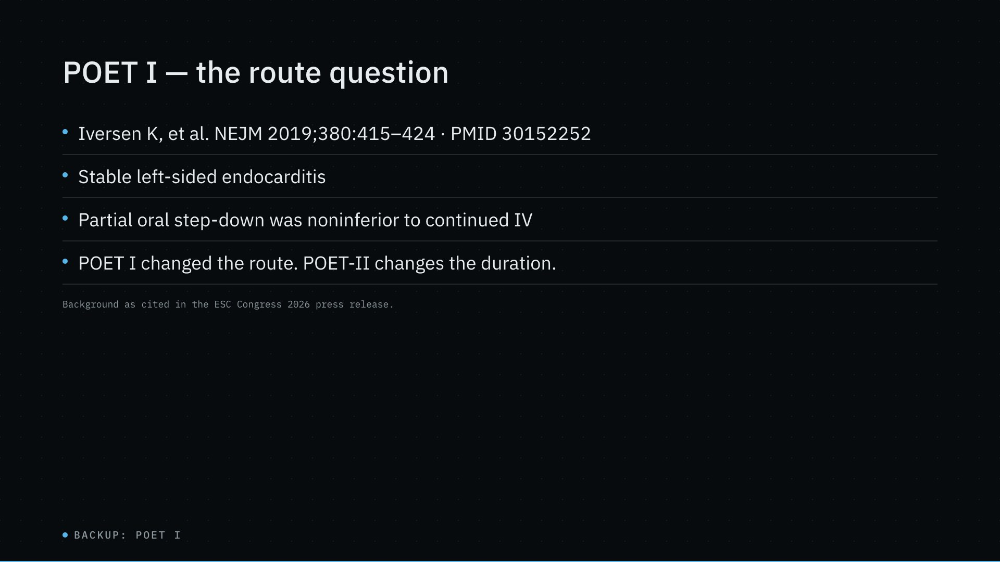 POET I — the route question
• Iversen K, et al. NEJM 2019;380:415–424 · PMID 30152252
• Stable left-sided endocarditis
• Partial oral step-down was noninferior to continued IV
• POET I changed the route. POET-II changes the duration.
Background as cited in the ESC Congress 2026 press release.
• BACKUP: POET I